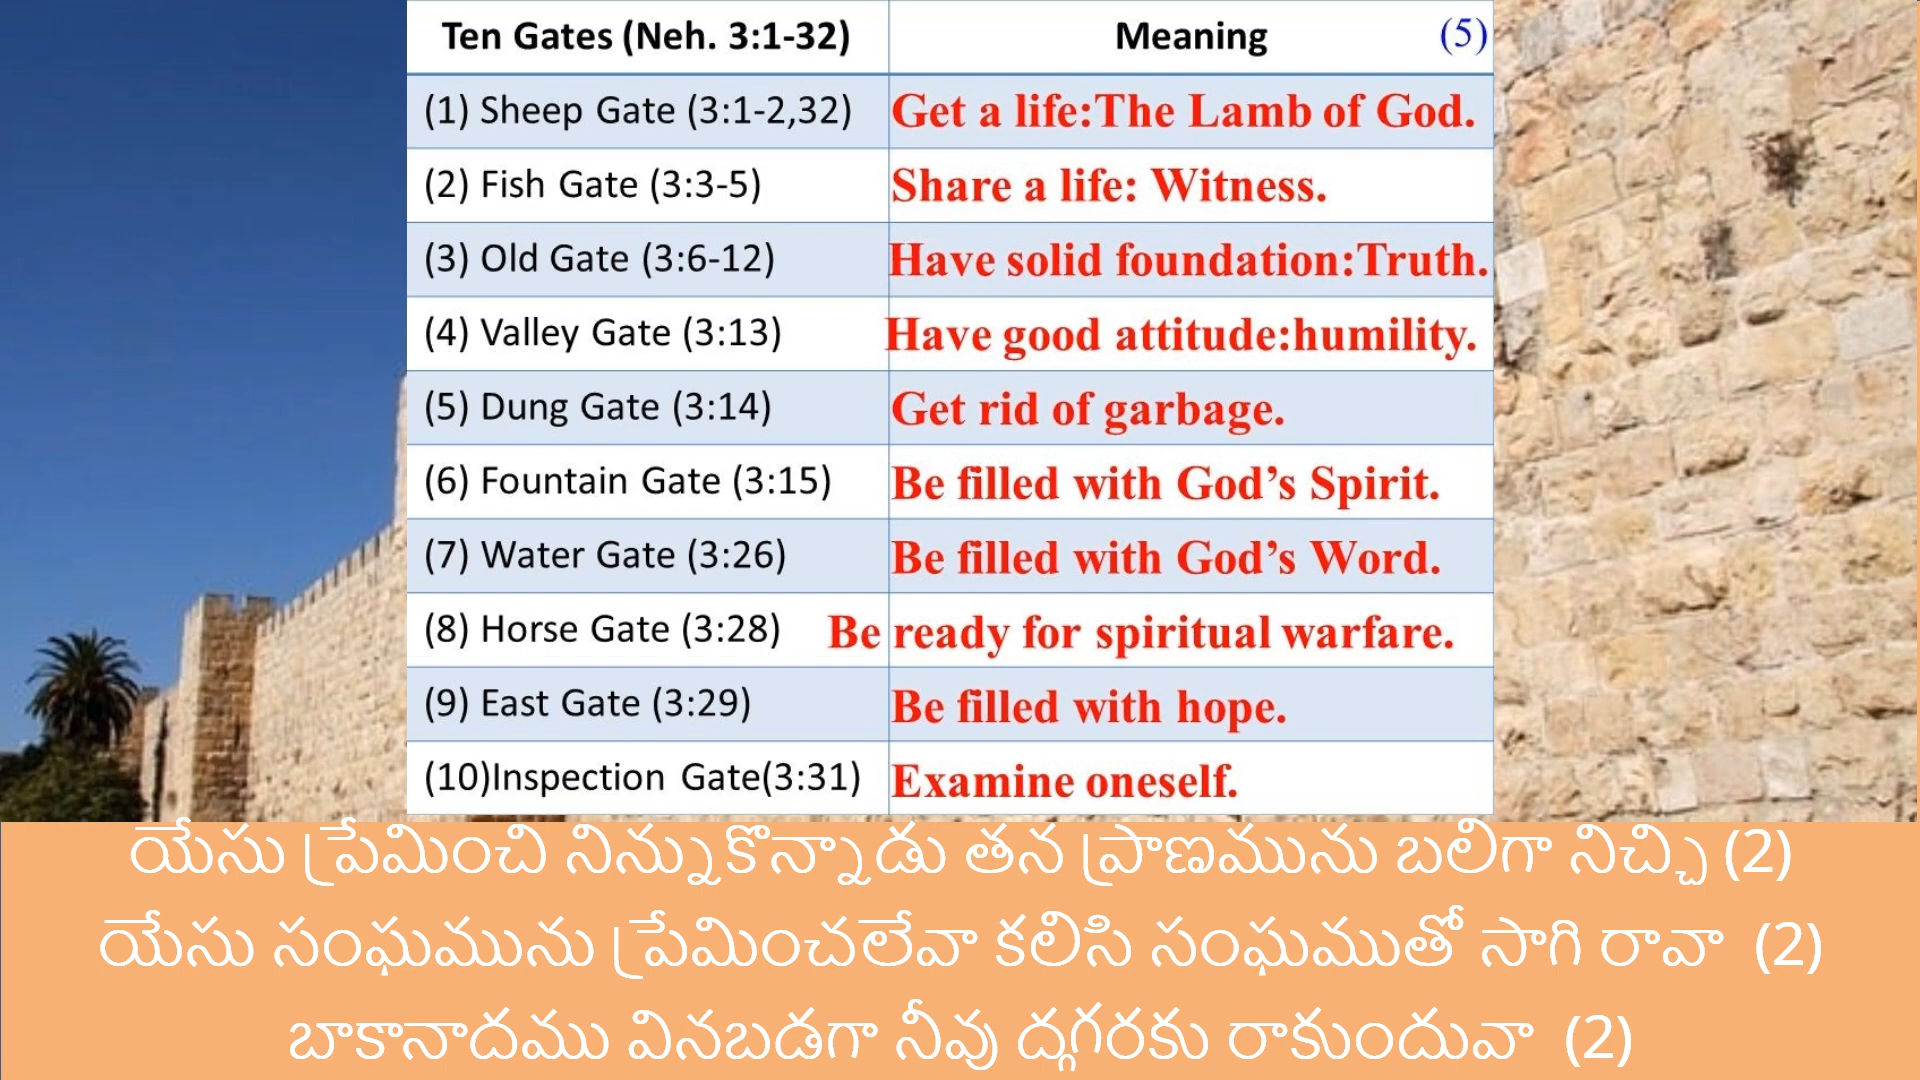 Ten Gates (Neh. 3:1-32) Meaning (5)
(1) Sheep Gate (3:1-2,32) Get a life:The Lamb of God.
(2) Fish Gate (3:3-5) Share a life: Witness.
(3) Old Gate (3:6-12) Have solid foundation:Truth.
(4) Valley Gate (3:13) Have good attitude:humility.
(5) Dung Gate (3:14) Get rid of garbage.
(6) Fountain Gate (3:15) Be filled with God’s Spirit.
(7) Water Gate (3:26) Be filled with God’s Word.
(8) Horse Gate (3:28) Be ready for spiritual warfare.
(9) East Gate (3:29) Be filled with hope.
(10)Inspection Gate(3:31) Examine oneself.
యేసు ప్రేమించి నిన్నుకొన్నాడు తన ప్రాణమును బలిగా నిచ్చి (2)
యేసు సంఘమును ప్రేమించలేవా కలిసి సంఘముతో సాగి రావా (2)
బాకానాదము వినబడగా నీవు దగ్గరకు రాకుందువా (2)